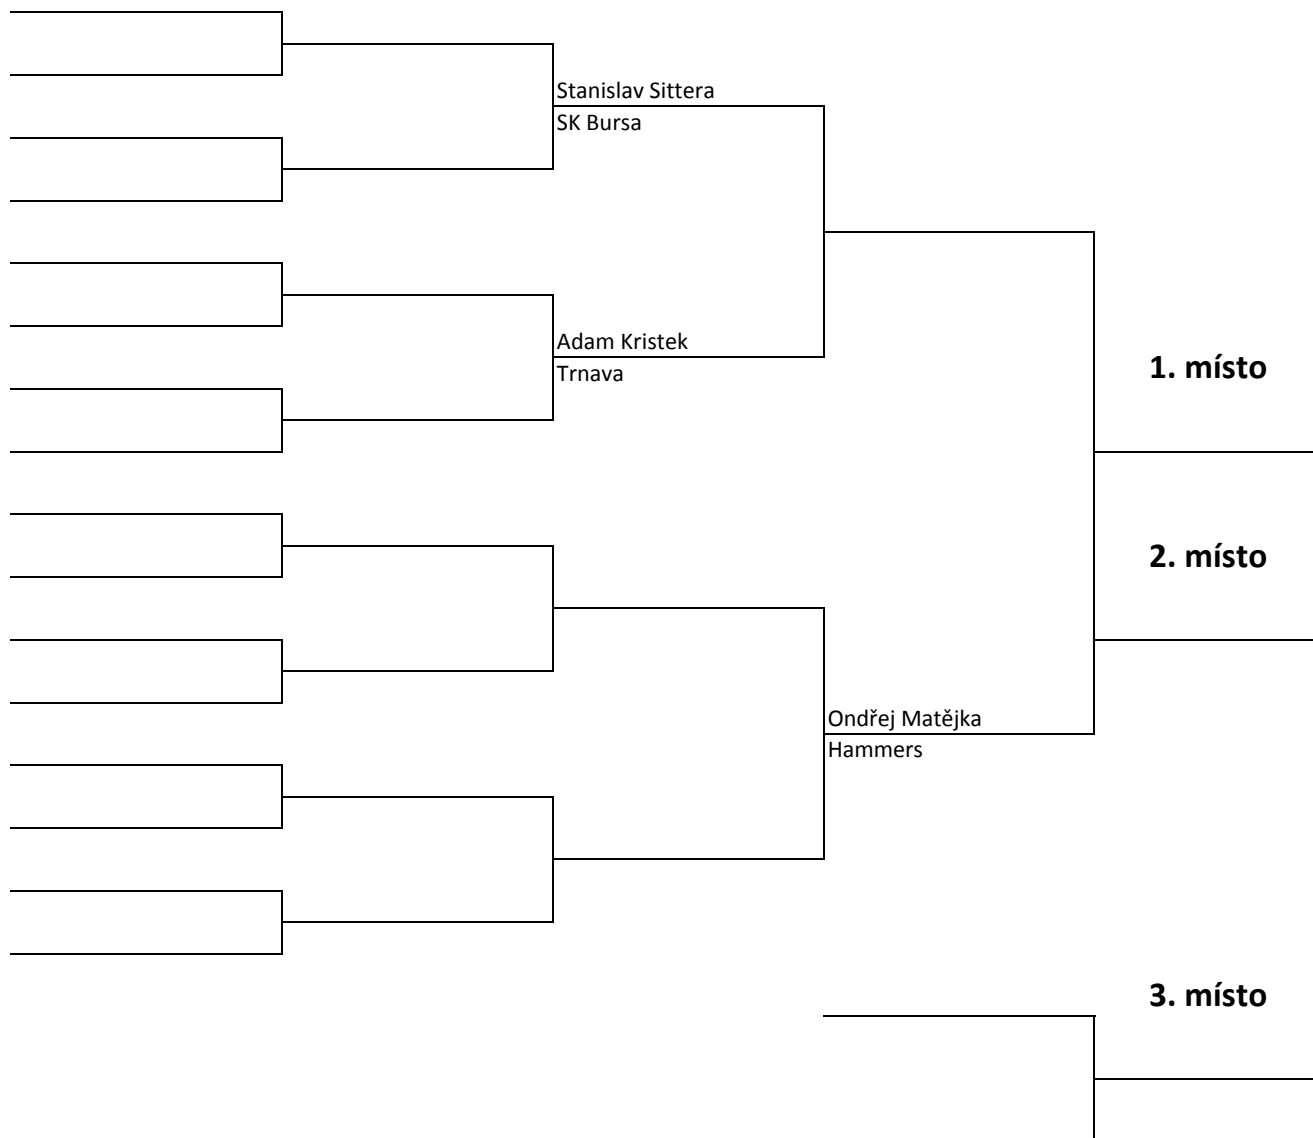 Stanislav Sittera
SK Bursa
Adam Kristek
Trnava
1. místo
2. místo
Ondřej Matějka
Hammers
3. místo